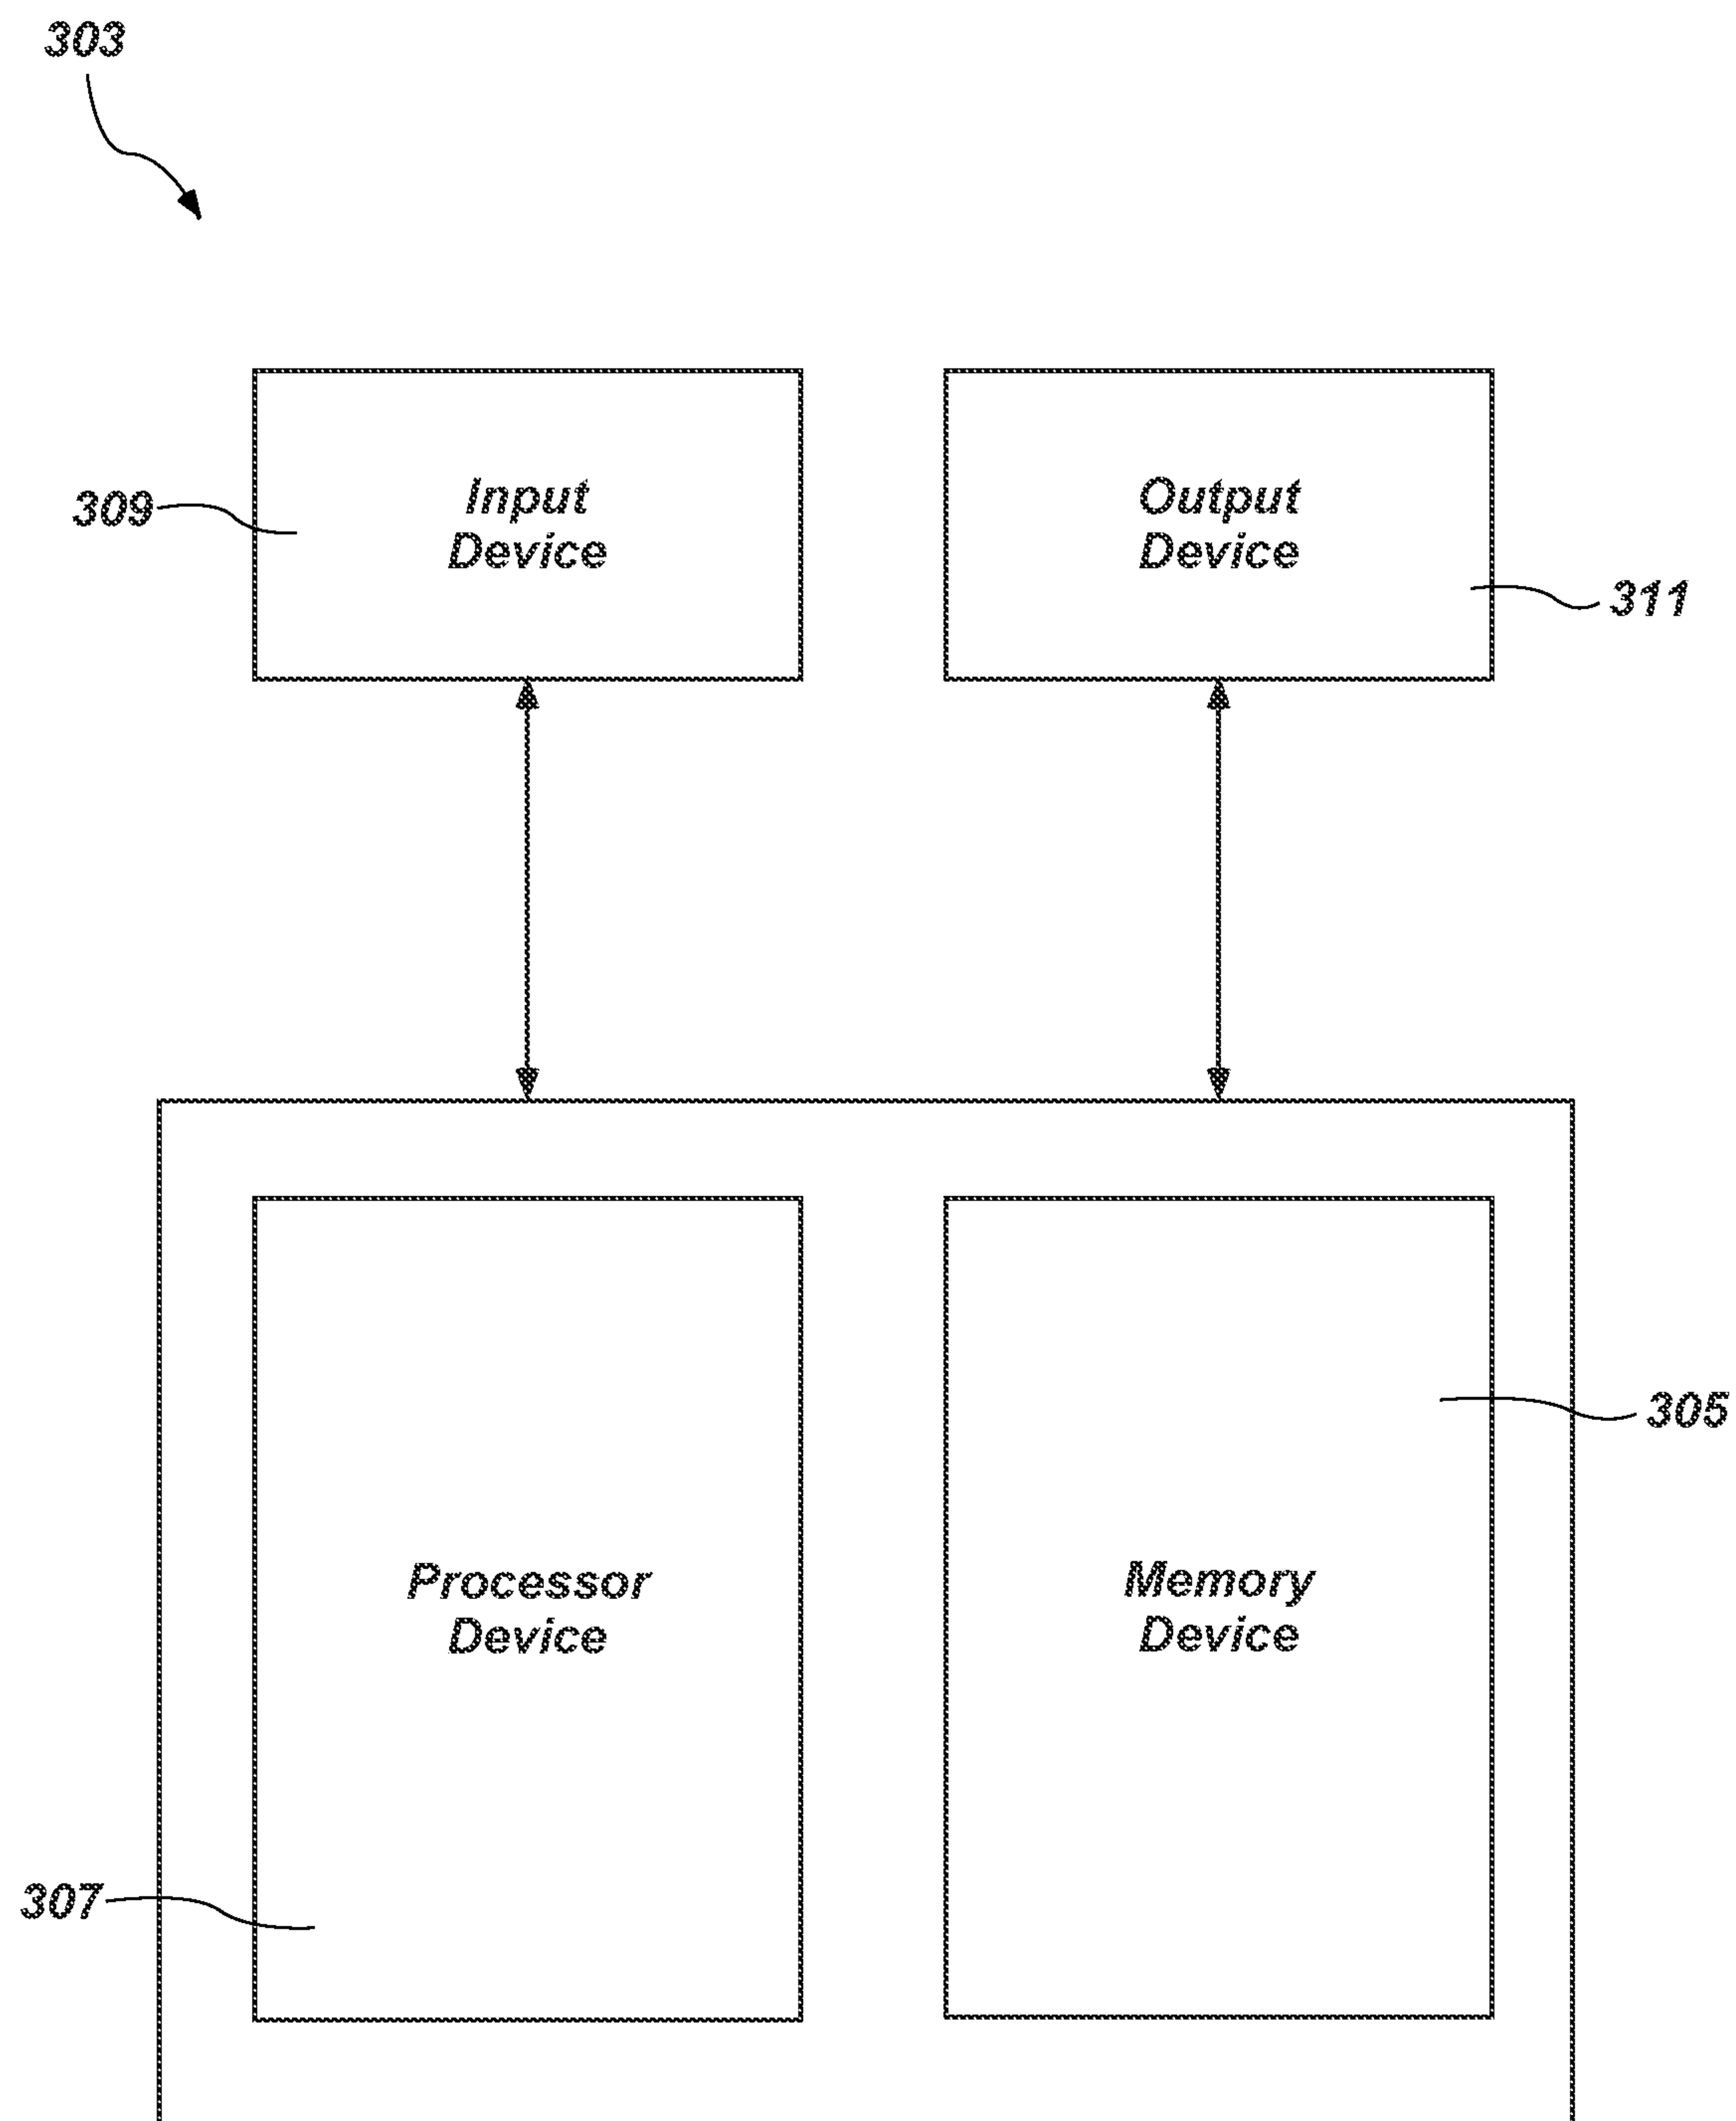 303
309
Input
Device
Output
Device
311
305
Processor
Device
Memory
Device
307